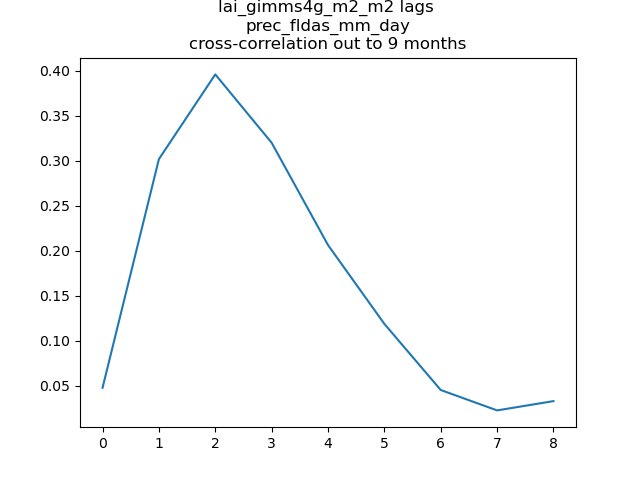 lai_gimms4g_m2_m2 lags
prec_fldas_mm_day
cross-correlation out to 9 months
0.40
0.35
0.30
0.25
0.20
0.15
0.10
0.05
0 1 2 3 4 5 6 7 8